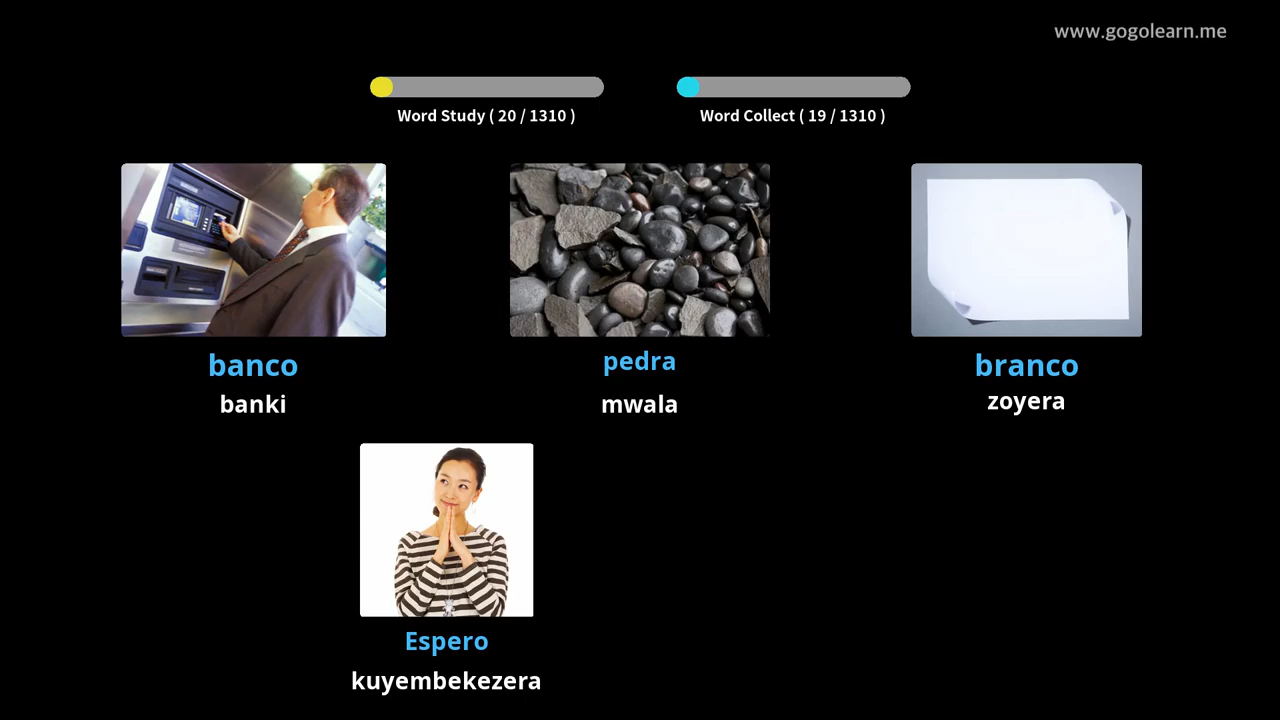 www.gogolearn.me
Word Study ( 20 / 1310 )
Word Collect ( 19 / 1310 )
banco
banki
pedra
mwala
branco
zoyera
Espero
kuyembekezera